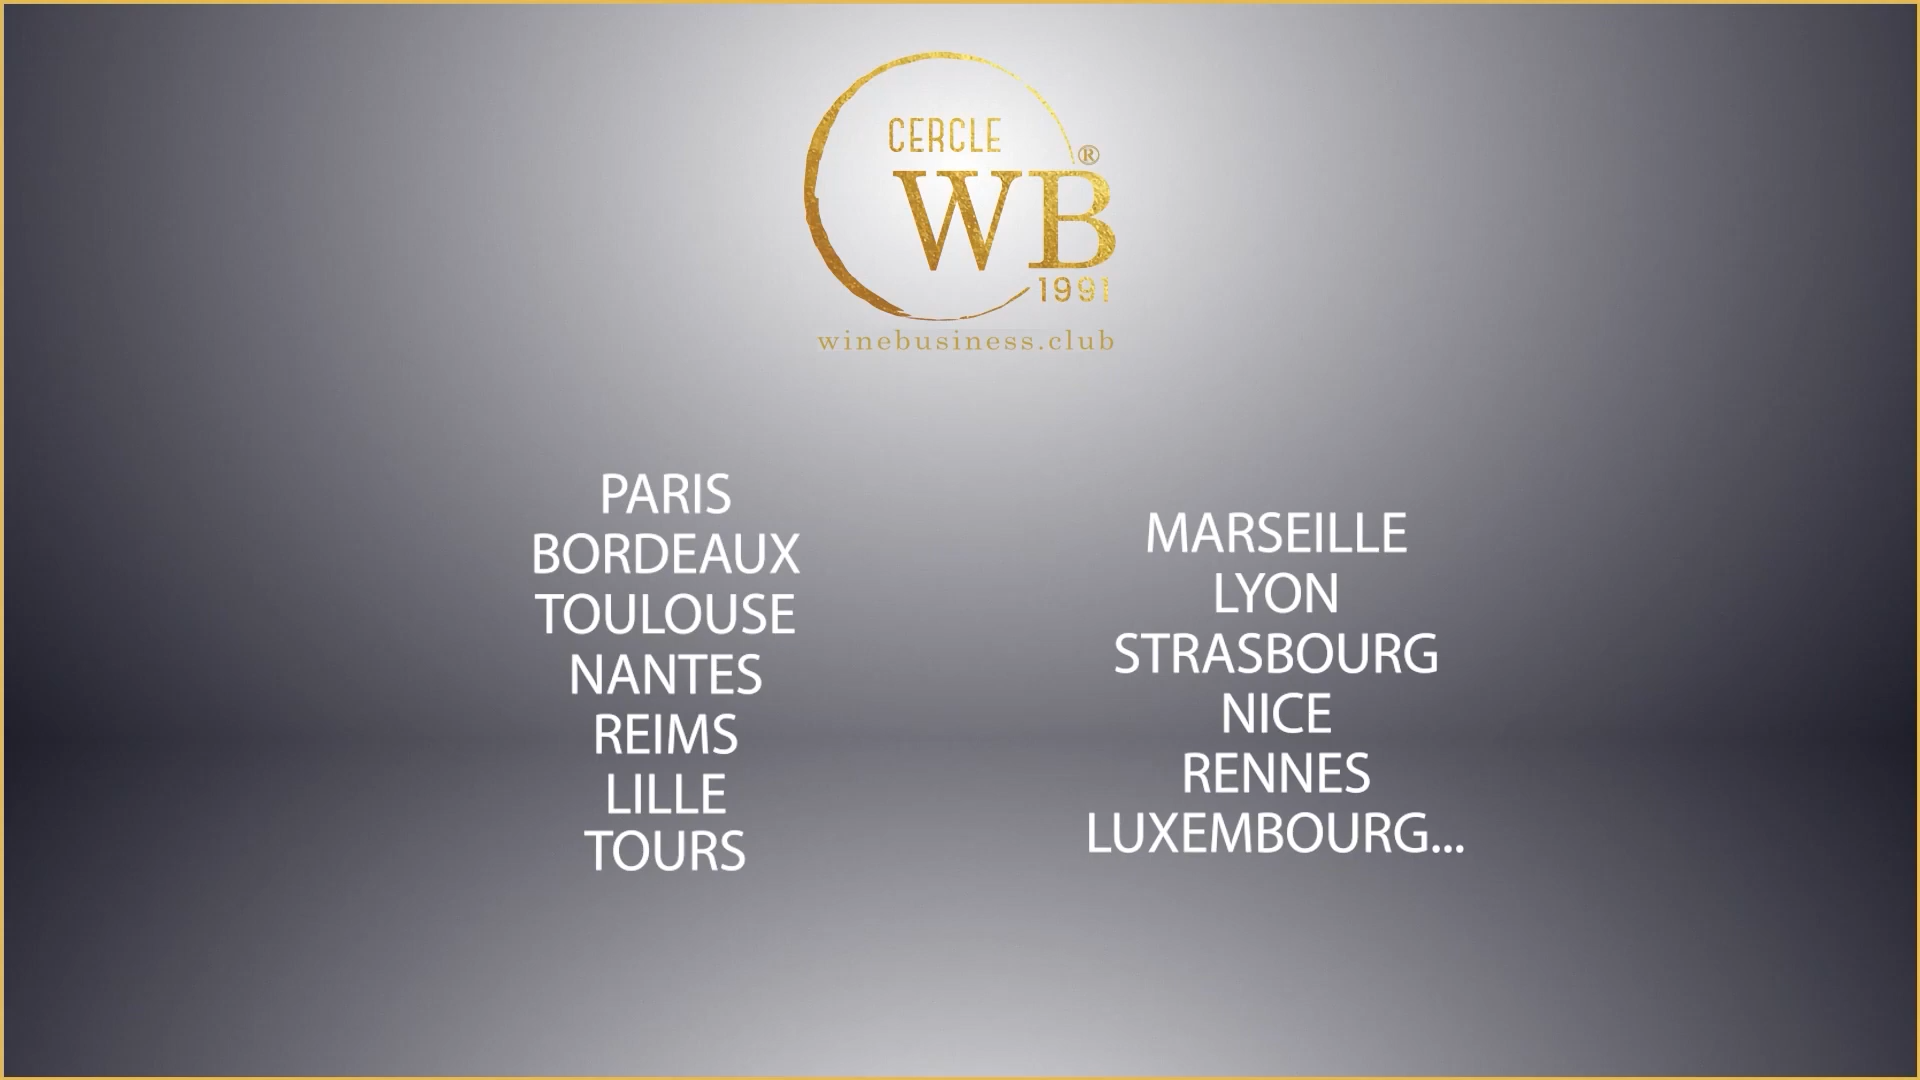 CERCLE
WB®
1991
winebusiness.club
PARIS
BORDEAUX
TOULOUSE
NANTES
REIMS
LILLE
TOURS
MARSEILLE
LYON
STRASBOURG
NICE
RENNES
LUXEMBOURG...